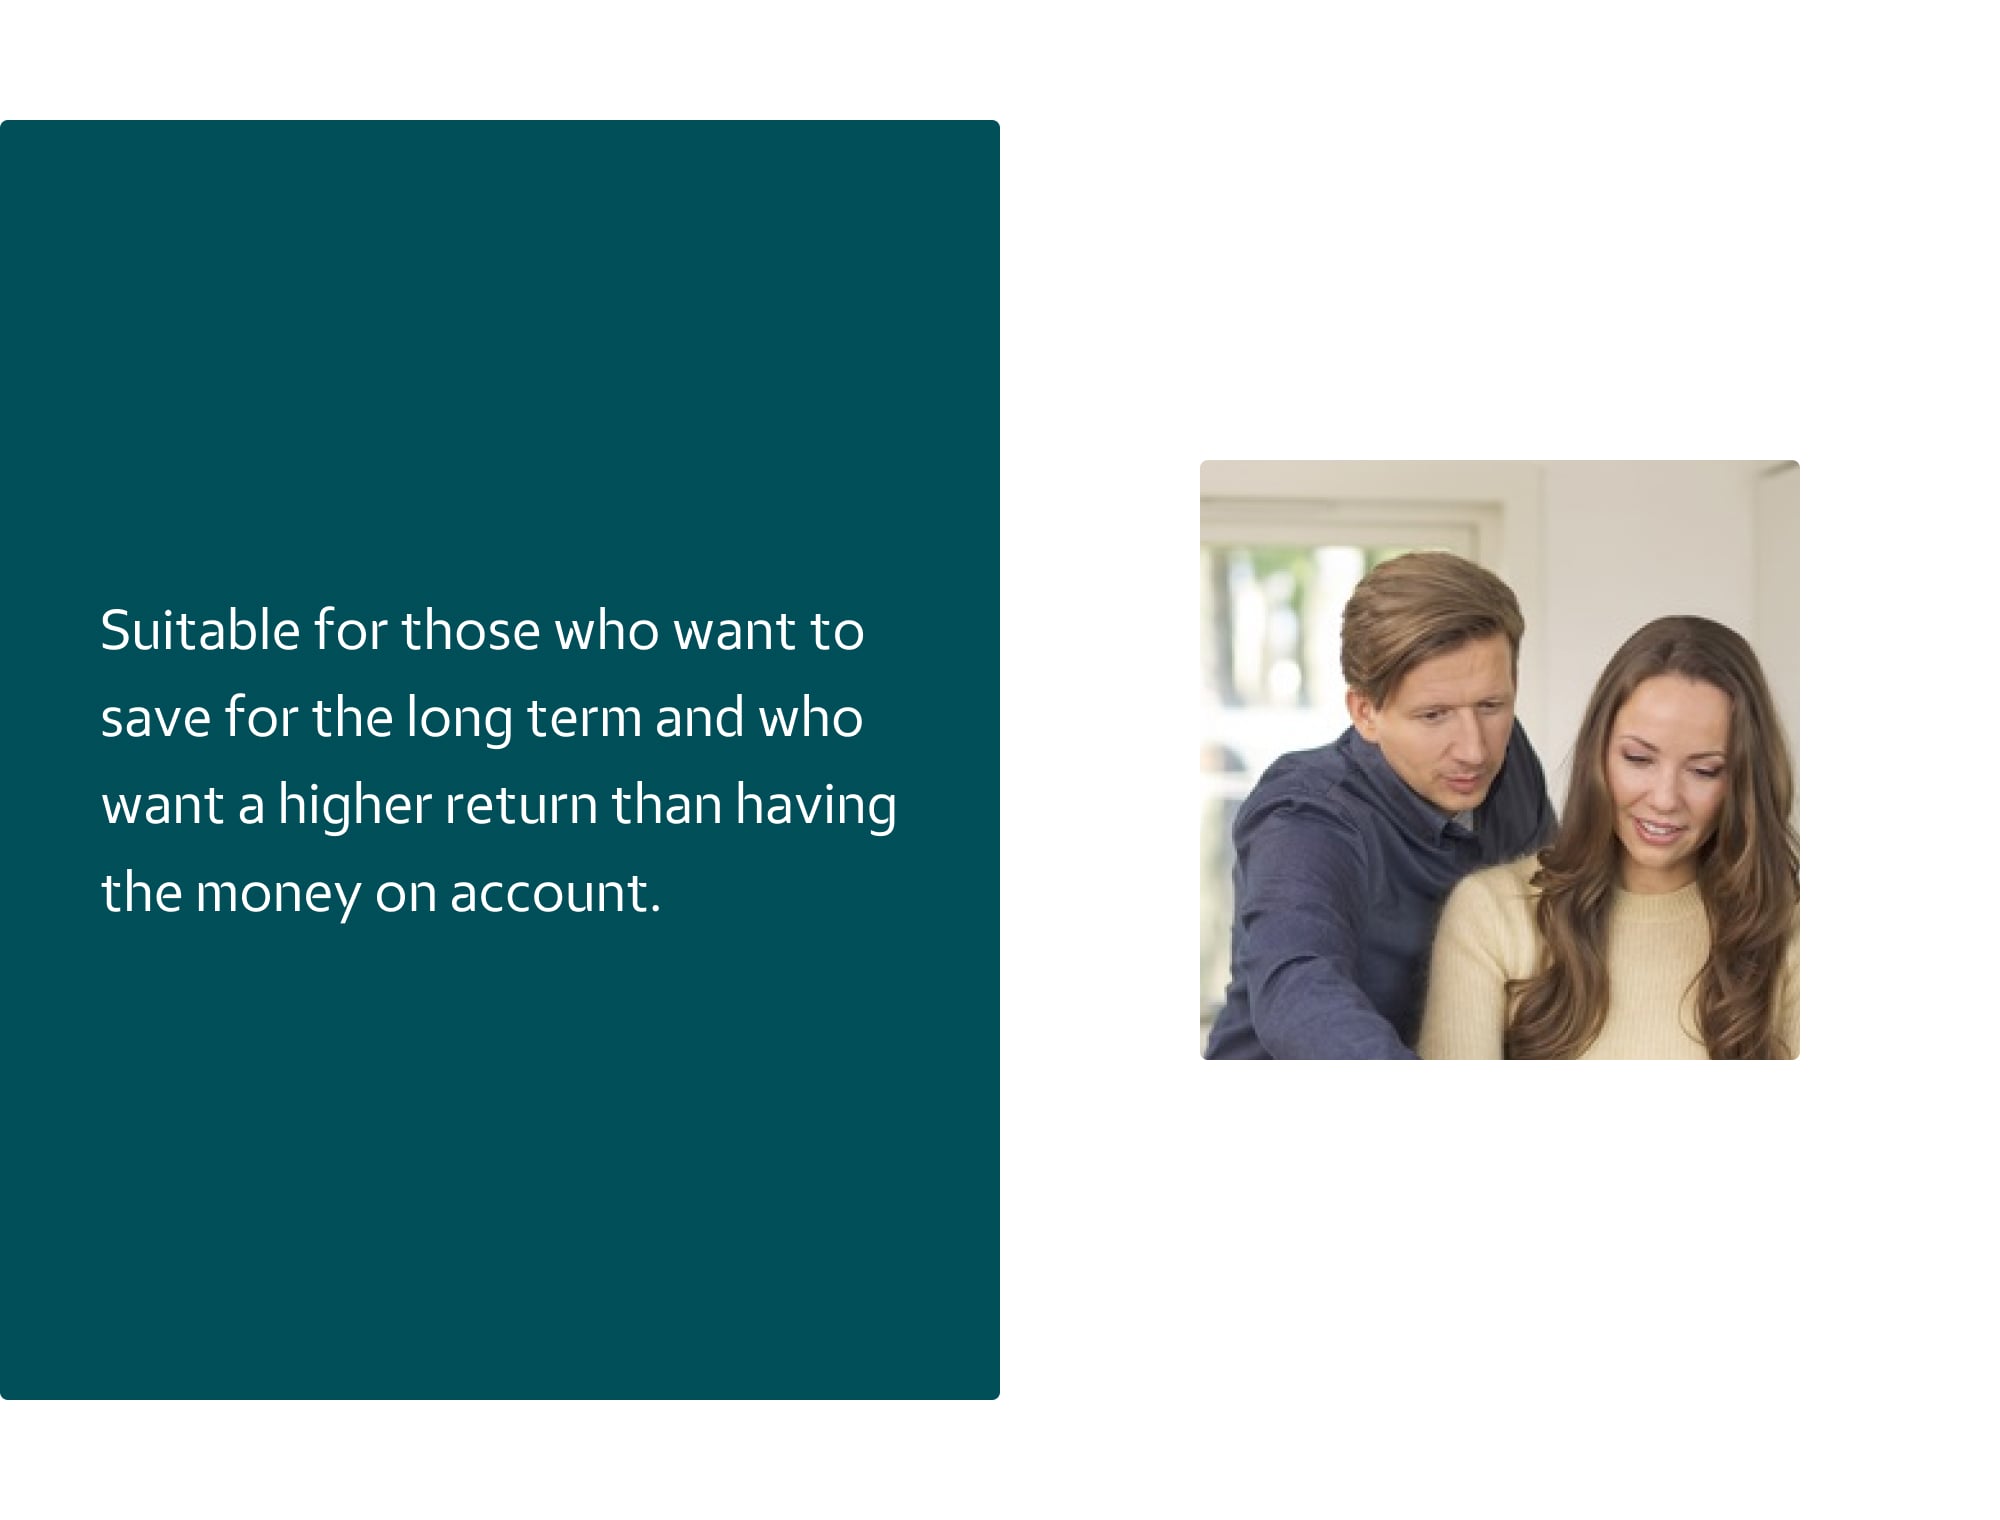 Suitable for those who want to
save for the long term and who
want a higher return than having
the money on account.